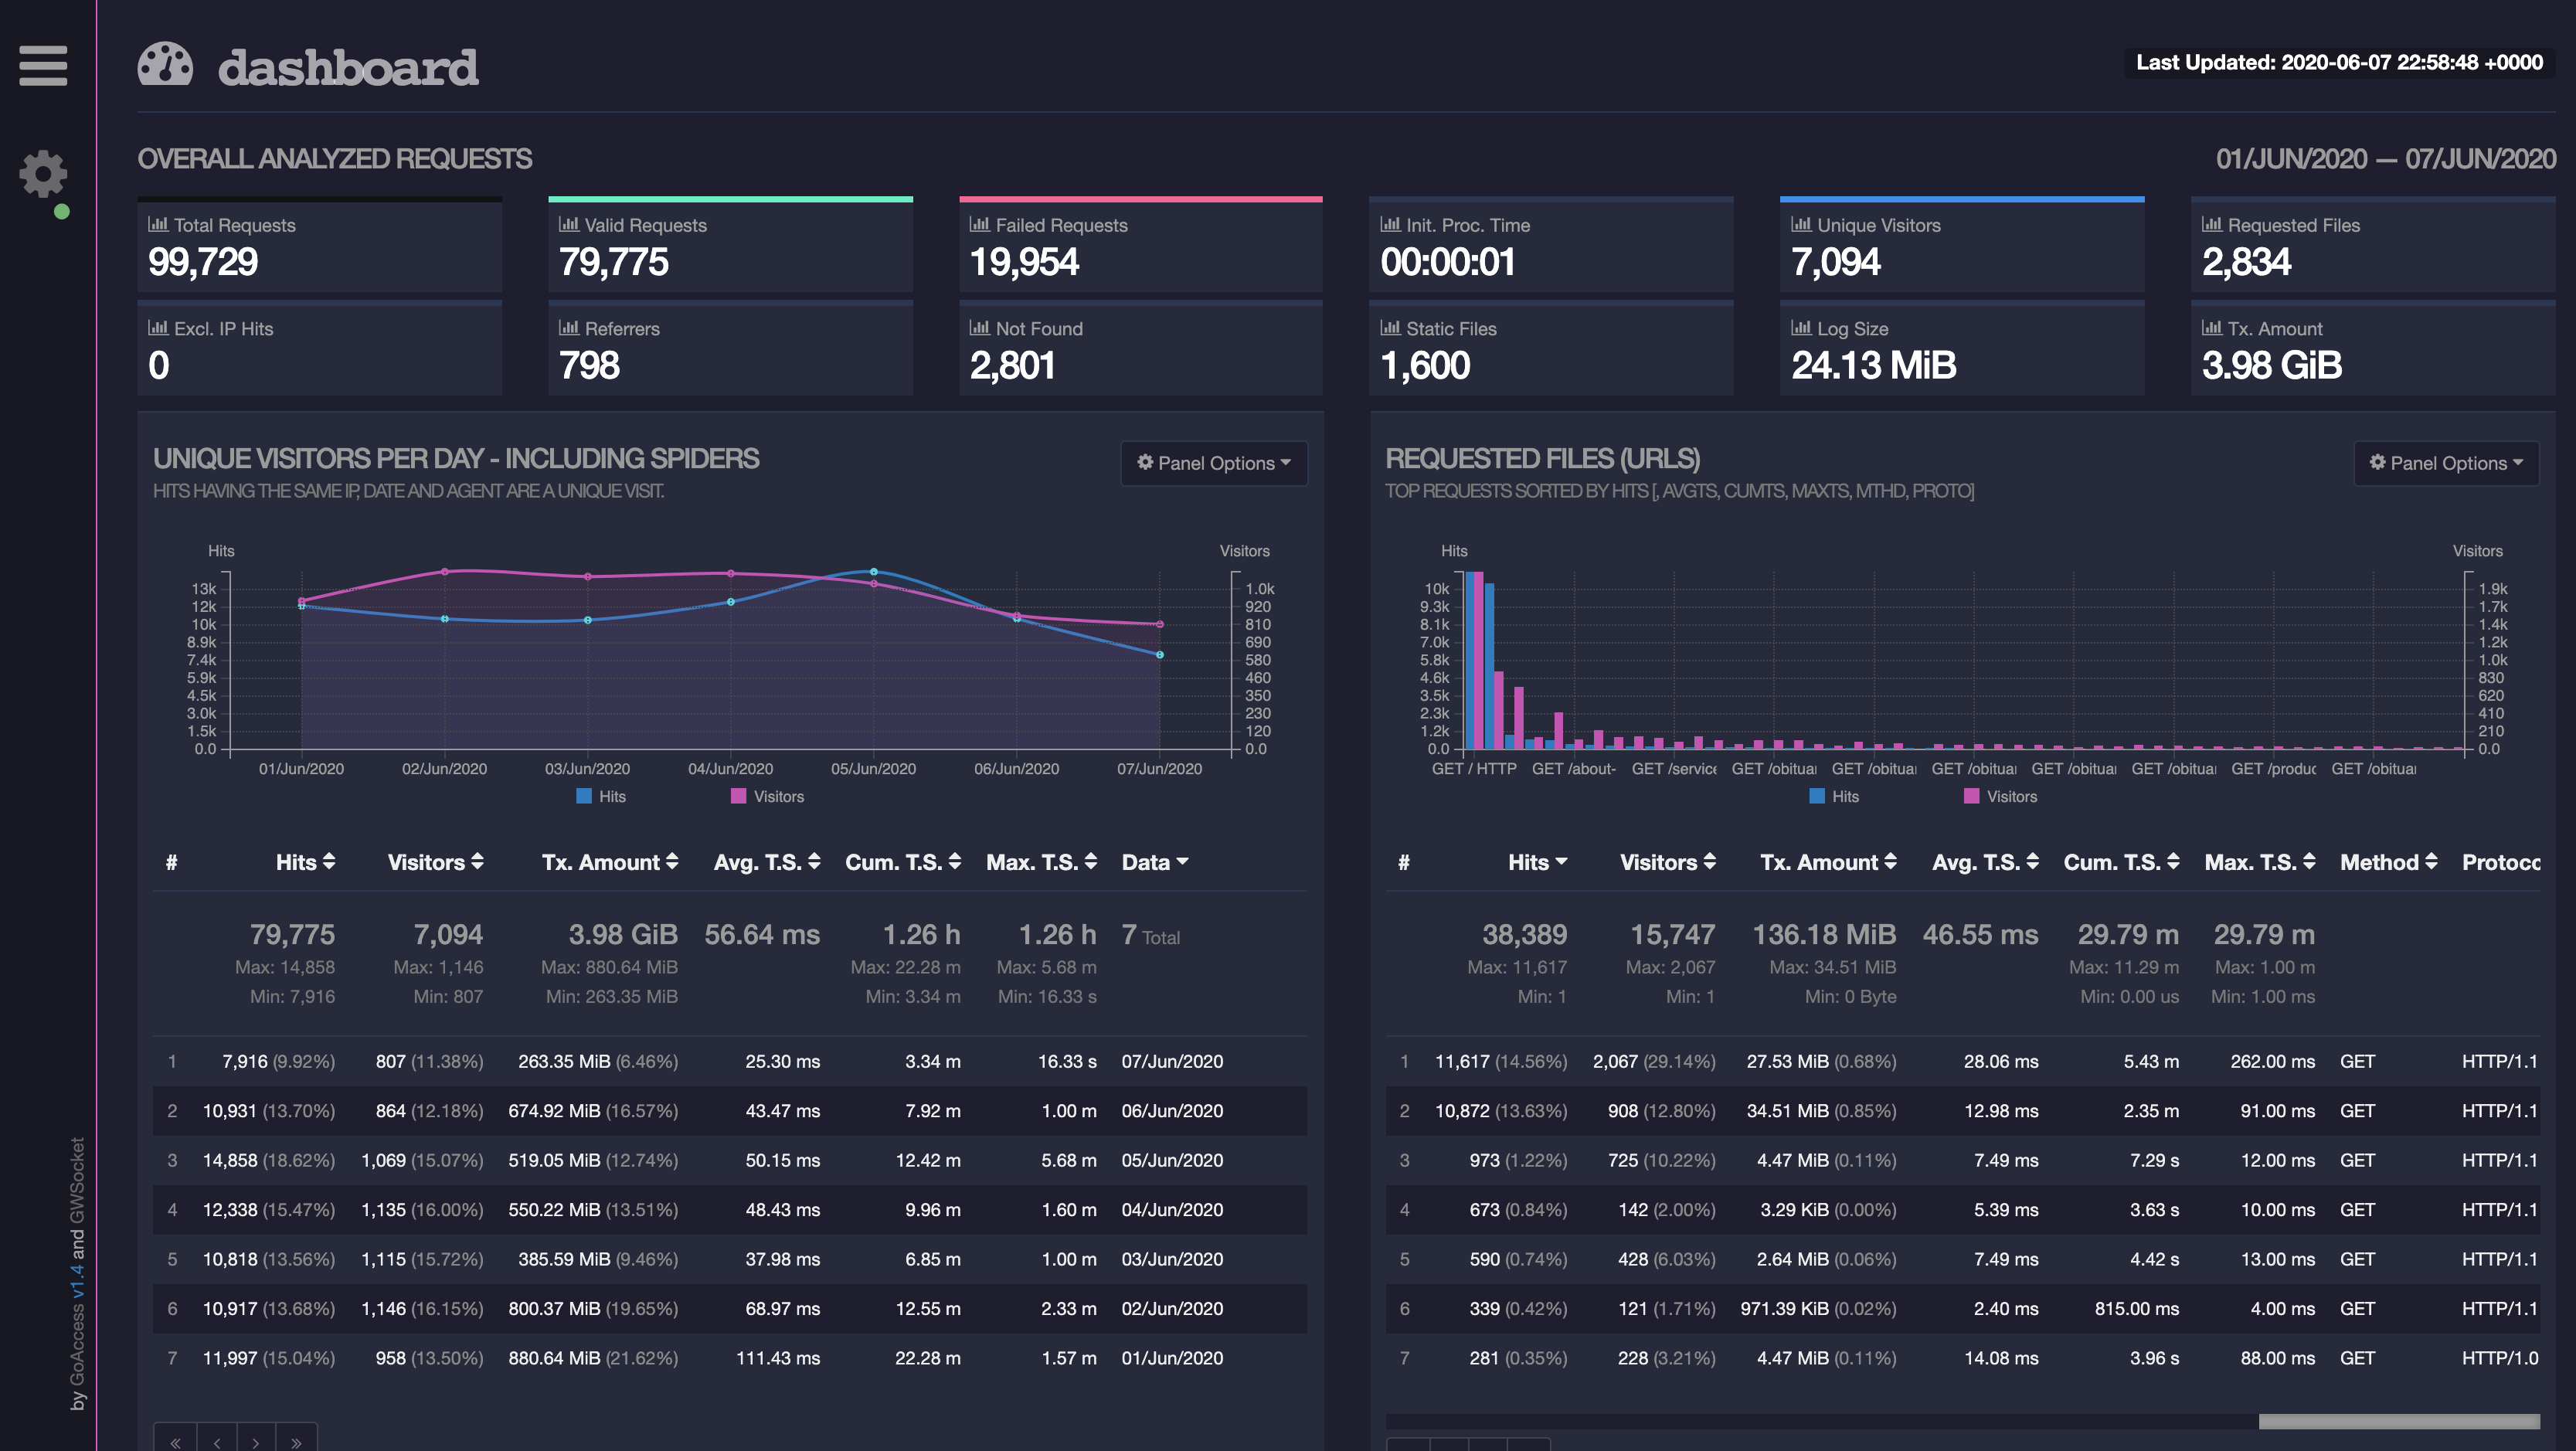 dashboard
Last Updated: 2020-06-07 22:58:48 +0000
OVERALL ANALYZED REQUESTS
01/JUN/2020 — 07/JUN/2020
Total Requests
99,729
Valid Requests
79,775
Failed Requests
19,954
Init. Proc. Time
00:00:01
Unique Visitors
7,094
Requested Files
2,834
Excl. IP Hits
0
Referrers
798
Not Found
2,801
Static Files
1,600
Log Size
24.13 MiB
Tx. Amount
3.98 GiB
UNIQUE VISITORS PER DAY - INCLUDING SPIDERS
HITS HAVING THE SAME IP, DATE AND AGENT ARE A UNIQUE VISIT.
Panel Options
Hits
Visitors
13k
12k
10k
8.9k
7.4k
5.9k
4.5k
3.0k
1.5k
0.0
1.0k
920
810
690
580
460
350
230
120
0.0
01/Jun/2020 02/Jun/2020 03/Jun/2020 04/Jun/2020 05/Jun/2020 06/Jun/2020 07/Jun/2020
Hits Visitors
# Hits Visitors Tx. Amount Avg. T.S. Cum. T.S. Max. T.S. Data
79,775 7,094 3.98 GiB 56.64 ms 1.26 h 1.26 h 7 Total
Max: 14,858 Max: 1,146 Max: 880.64 MiB Max: 22.28 m Max: 5.68 m
Min: 7,916 Min: 807 Min: 263.35 MiB Min: 3.34 m Min: 16.33 s
1 7,916 (9.92%) 807 (11.38%) 263.35 MiB (6.46%) 25.30 ms 3.34 m 16.33 s 07/Jun/2020
2 10,931 (13.70%) 864 (12.18%) 674.92 MiB (16.57%) 43.47 ms 7.92 m 1.00 m 06/Jun/2020
3 14,858 (18.62%) 1,069 (15.07%) 519.05 MiB (12.74%) 50.15 ms 12.42 m 5.68 m 05/Jun/2020
4 12,338 (15.47%) 1,135 (16.00%) 550.22 MiB (13.51%) 48.43 ms 9.96 m 1.60 m 04/Jun/2020
5 10,818 (13.56%) 1,115 (15.72%) 385.59 MiB (9.46%) 37.98 ms 6.85 m 1.00 m 03/Jun/2020
6 10,917 (13.68%) 1,146 (16.15%) 800.37 MiB (19.65%) 68.97 ms 12.55 m 2.33 m 02/Jun/2020
7 11,997 (15.04%) 958 (13.50%) 880.64 MiB (21.62%) 111.43 ms 22.28 m 1.57 m 01/Jun/2020
« ‹ › »
REQUESTED FILES (URLS)
TOP REQUESTS SORTED BY HITS [, AVGTS, CUMTS, MAXTS, MTHD, PROTO]
Panel Options
Hits
Visitors
10k
9.3k
8.1k
7.0k
5.8k
4.6k
3.5k
2.3k
1.2k
0.0
1.9k
1.7k
1.4k
1.2k
1.0k
830
620
410
210
0.0
GET / HTTP GET /about- GET /service GET /obitua GET /obitua GET /obitua GET /obitua GET /obitua GET /produc GET /obitua
Hits Visitors
# Hits Visitors Tx. Amount Avg. T.S. Cum. T.S. Max. T.S. Method Protoco
38,389 15,747 136.18 MiB 46.55 ms 29.79 m 29.79 m
Max: 11,617 Max: 2,067 Max: 34.51 MiB Max: 11.29 m Max: 1.00 m
Min: 1 Min: 1 Min: 0 Byte Min: 0.00 us Min: 1.00 ms
1 11,617 (14.56%) 2,067 (29.14%) 27.53 MiB (0.68%) 28.06 ms 5.43 m 262.00 ms GET HTTP/1.1
2 10,872 (13.63%) 908 (12.80%) 34.51 MiB (0.85%) 12.98 ms 2.35 m 91.00 ms GET HTTP/1.1
3 973 (1.22%) 725 (10.22%) 4.47 MiB (0.11%) 7.49 ms 7.29 s 12.00 ms GET HTTP/1.1
4 673 (0.84%) 142 (2.00%) 3.29 KiB (0.00%) 5.39 ms 3.63 s 10.00 ms GET HTTP/1.1
5 590 (0.74%) 428 (6.03%) 2.64 MiB (0.06%) 7.49 ms 4.42 s 13.00 ms GET HTTP/1.1
6 339 (0.42%) 121 (1.71%) 971.39 KiB (0.02%) 2.40 ms 815.00 ms 4.00 ms GET HTTP/1.1
7 281 (0.35%) 228 (3.21%) 4.47 MiB (0.11%) 14.08 ms 3.96 s 88.00 ms GET HTTP/1.0
by GoAccess v1.4 and GWSocket